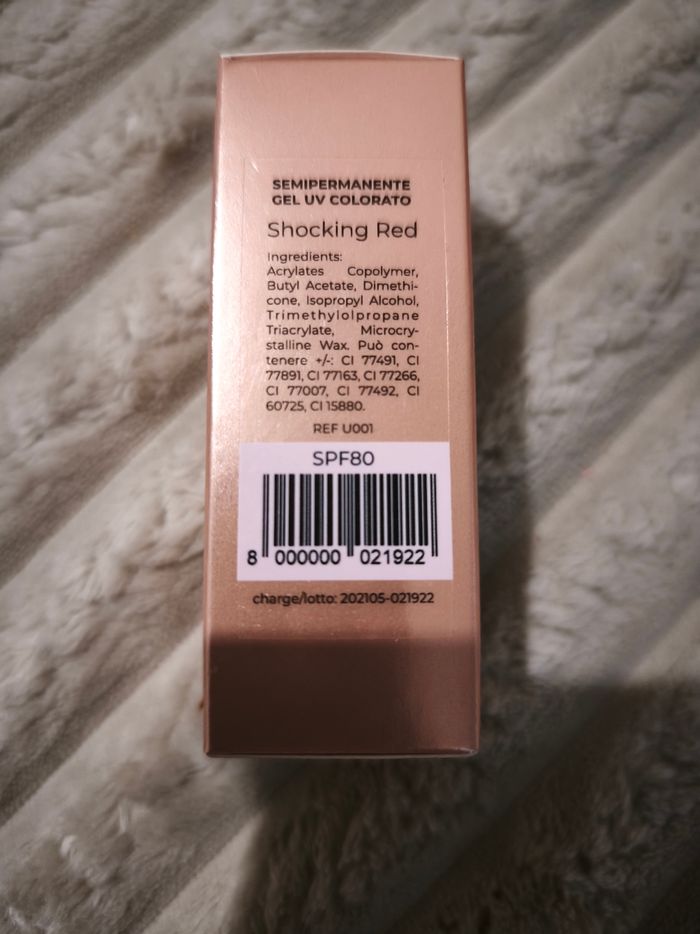 SEMIPERMANENTE
GEL UV COLORATO
Shocking Red
Ingredients:
Acrylates Copolymer,
Butyl Acetate, Dimethi-
cone, Isopropyl Alcohol,
Trimethylolpropane
Triacrylate, Microcry-
stalline Wax. Può con-
tenere +/-: CI 77491, CI
77891, CI 77163, CI 77266,
CI 77007, CI 77492, CI
60725, CI 15880.
REF U001
SPF80
8 000000 021922
charge/lotto: 202105-021922